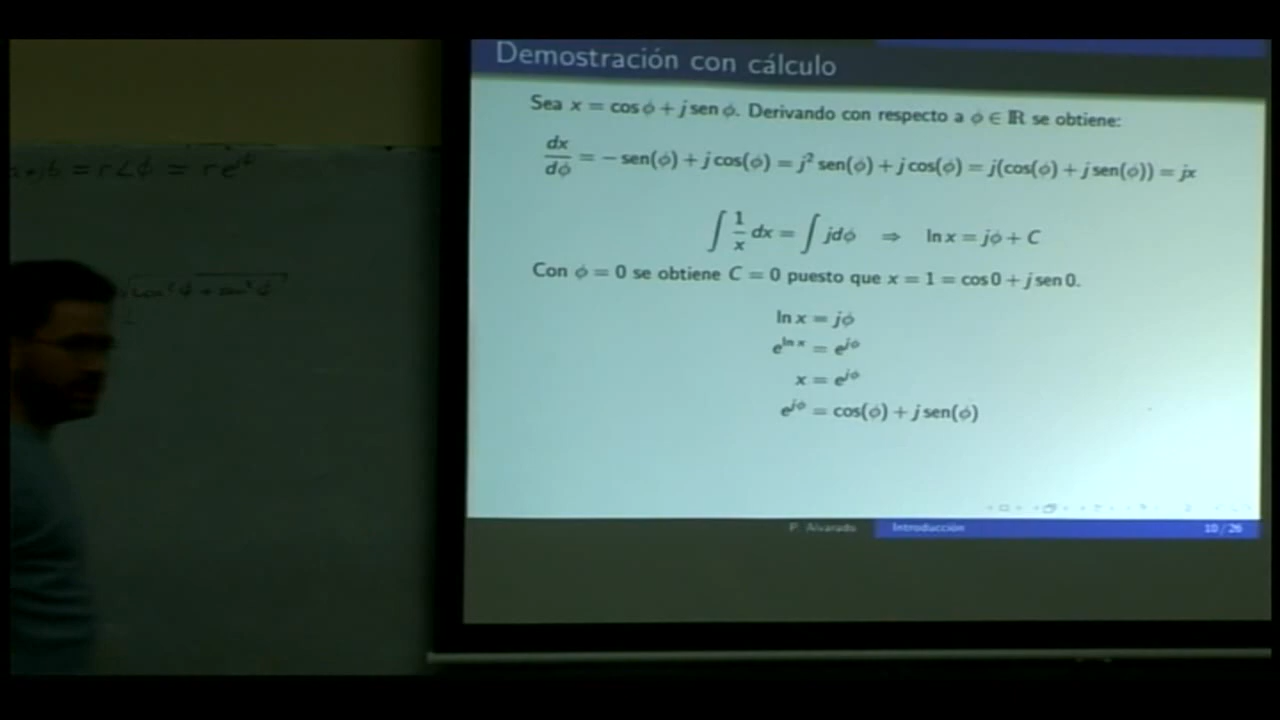 Demostración con cálculo
Sea x = cos ϕ + j sen ϕ. Derivando con respecto a ϕ ∈ ℝ se obtiene:
dx/dϕ = − sen(ϕ) + j cos(ϕ) = j² sen(ϕ) + j cos(ϕ) = j(cos(ϕ) + j sen(ϕ)) = jx
∫ 1/x dx = ∫ jdϕ ⇒ ln x = jϕ + C
Con ϕ = 0 se obtiene C = 0 puesto que x = 1 = cos 0 + j sen 0.
ln x = jϕ
e^{ln x} = e^{jϕ}
x = e^{jϕ}
e^{jϕ} = cos(ϕ) + j sen(ϕ)
P. Alvarado Introducción 10 / 26
= r∠ϕ = r